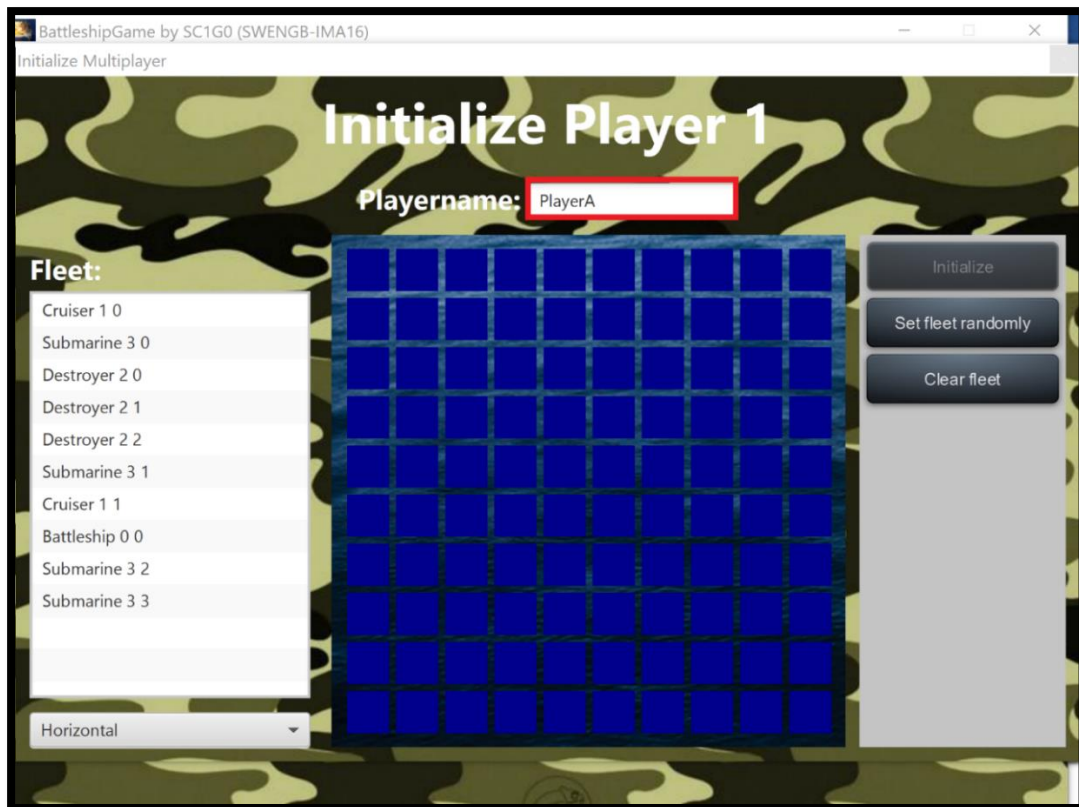 BattleshipGame by SC1G0 (SWENGB-IMA16)
Initialize Multiplayer
Initialize Player 1
Playername: PlayerA
Fleet:
Cruiser 1 0
Submarine 3 0
Destroyer 2 0
Destroyer 2 1
Destroyer 2 2
Submarine 3 1
Cruiser 1 1
Battleship 0 0
Submarine 3 2
Submarine 3 3
Horizontal
Initialize
Set fleet randomly
Clear fleet